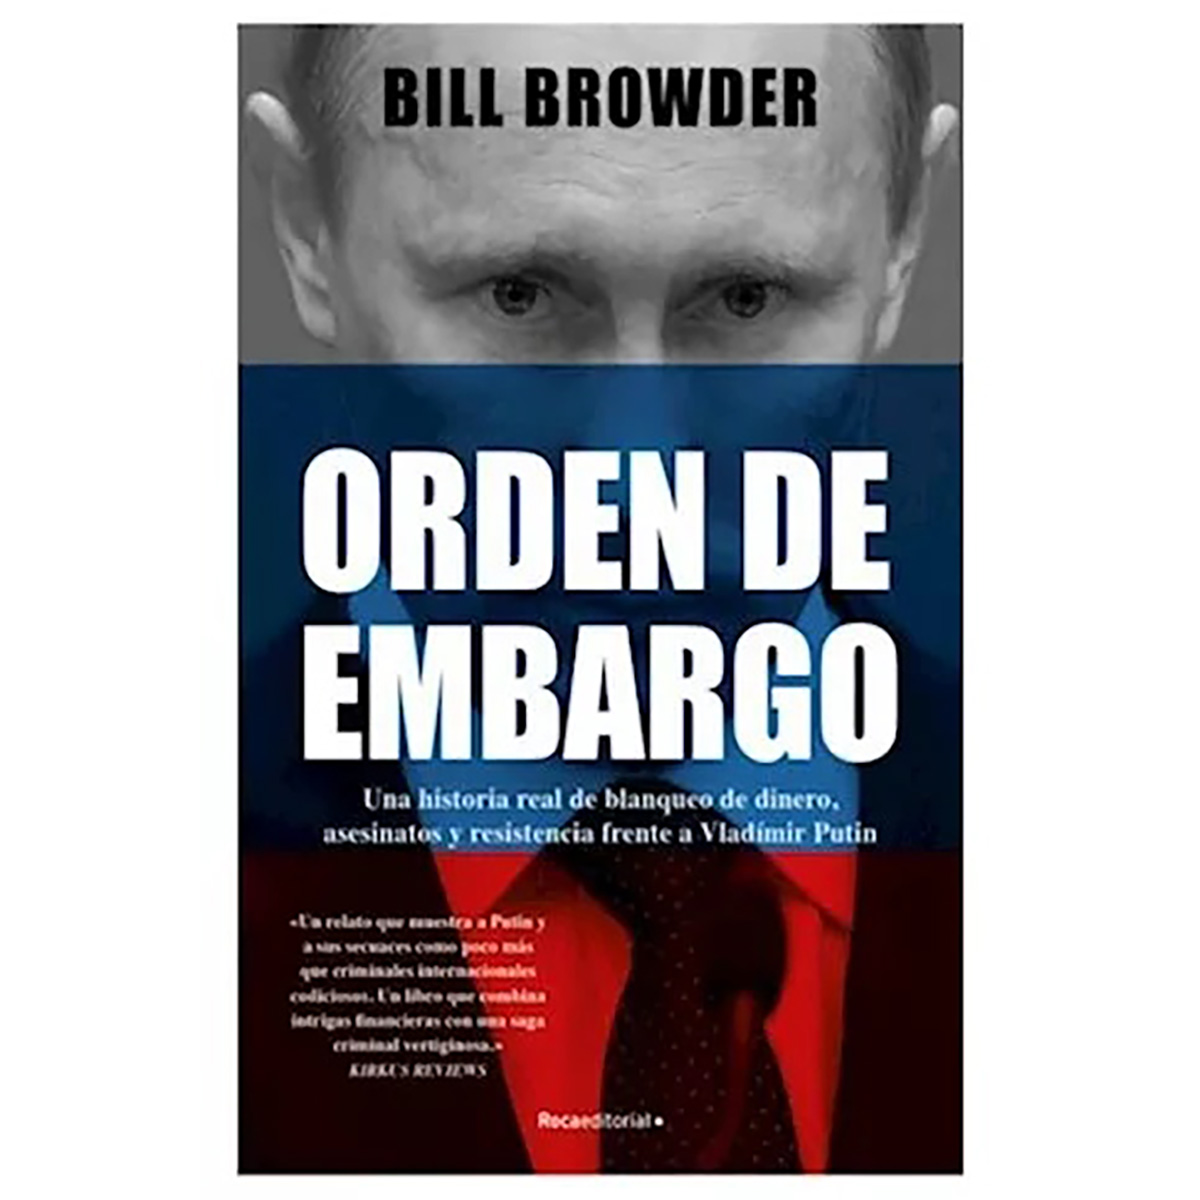 BILL BROWDER
ORDEN DE
EMBARGO
Una historia real de blanqueo de dinero,
asesinatos y resistencia frente a Vladímir Putin
«Un relato que muestra a Putin y
a sus secuaces como poco más
que criminales internacionales
codiciosos. Un libro que combina
intrigas financieras con una saga
criminal vertiginosa.»
KIRKUS REVIEWS
Rocaeditorial